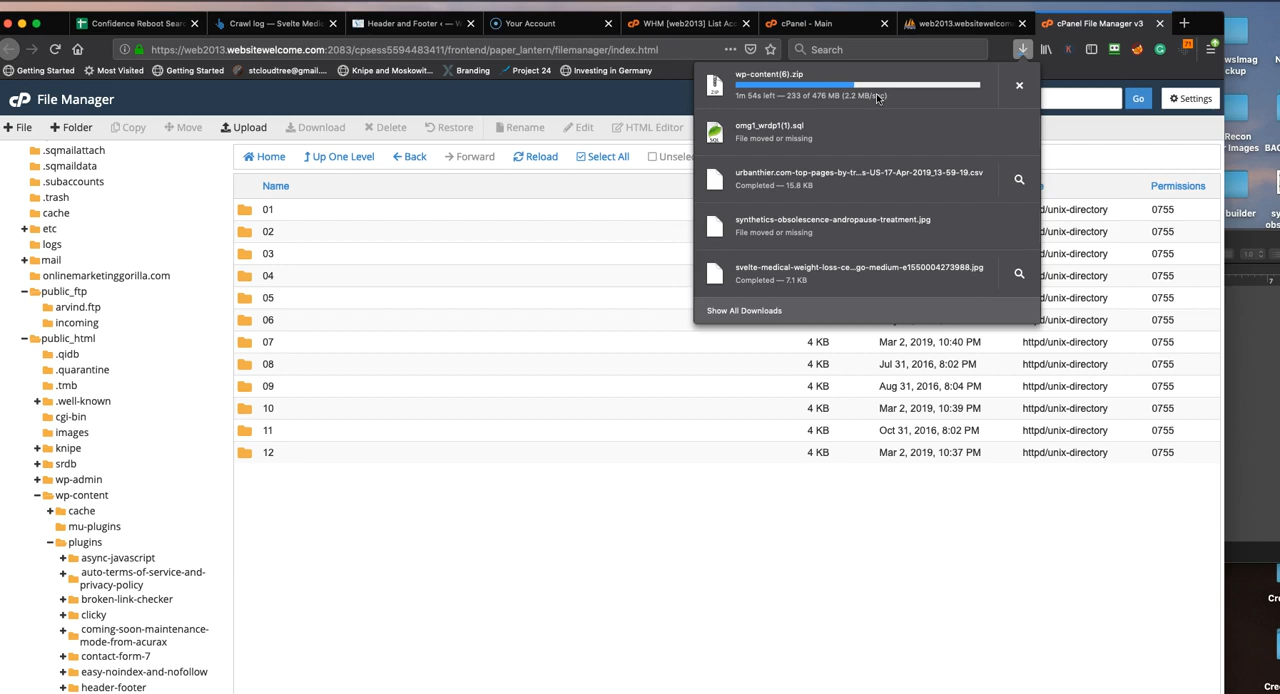 Confidence Reboot Sear
Crawl log — Svelte Medic
Header and Footer ‹ — W
Your Account
WHM [web2013] List Ac
cPanel - Main
web2013.websitewelcom
cPanel File Manager v3
https://web2013.websitewelcome.com:2083/cpsess5594483411/frontend/paper_lantern/filemanager/index.html
Search
71
Getting Started
Most Visited
Getting Started
stcloudtree@gmail....
Knipe and Moskowit...
Branding
Project 24
Investing in Germany
cP File Manager
Go
Settings
File
Folder
Copy
Move
Upload
Download
Delete
Restore
Rename
Edit
HTML Editor
Home
Up One Level
Back
Forward
Reload
Select All
Unselec
wp-content(6).zip
1m 54s left — 233 of 476 MB (2.2 MB/sec)
omg1_wrdp1(1).sql
File moved or missing
urbanthier.com-top-pages-by-tr...s-US-17-Apr-2019_13-59-19.csv
Completed — 15.8 KB
synthetics-obsolescence-andropause-treatment.jpg
File moved or missing
svelte-medical-weight-loss-ce...go-medium-e1550004273988.jpg
Completed — 7.1 KB
Show All Downloads
.sqmailattach
.sqmaildata
.subaccounts
.trash
cache
etc
logs
mail
onlinemarketinggorilla.com
public_ftp
arvind.ftp
incoming
public_html
.qidb
.quarantine
.tmb
.well-known
cgi-bin
images
knipe
srdb
wp-admin
wp-content
cache
mu-plugins
plugins
async-javascript
auto-terms-of-service-and-
privacy-policy
broken-link-checker
clicky
coming-soon-maintenance-
mode-from-acurax
contact-form-7
easy-noindex-and-nofollow
header-footer
Name Permissions
01 d/unix-directory 0755
02 d/unix-directory 0755
03 d/unix-directory 0755
04 d/unix-directory 0755
05 d/unix-directory 0755
06 d/unix-directory 0755
07 4 KB Mar 2, 2019, 10:40 PM httpd/unix-directory 0755
08 4 KB Jul 31, 2016, 8:02 PM httpd/unix-directory 0755
09 4 KB Aug 31, 2016, 8:04 PM httpd/unix-directory 0755
10 4 KB Mar 2, 2019, 10:39 PM httpd/unix-directory 0755
11 4 KB Oct 31, 2016, 8:02 PM httpd/unix-directory 0755
12 4 KB Mar 2, 2019, 10:37 PM httpd/unix-directory 0755
wsImag
ckup
Recon
Images
builder
1.0
7